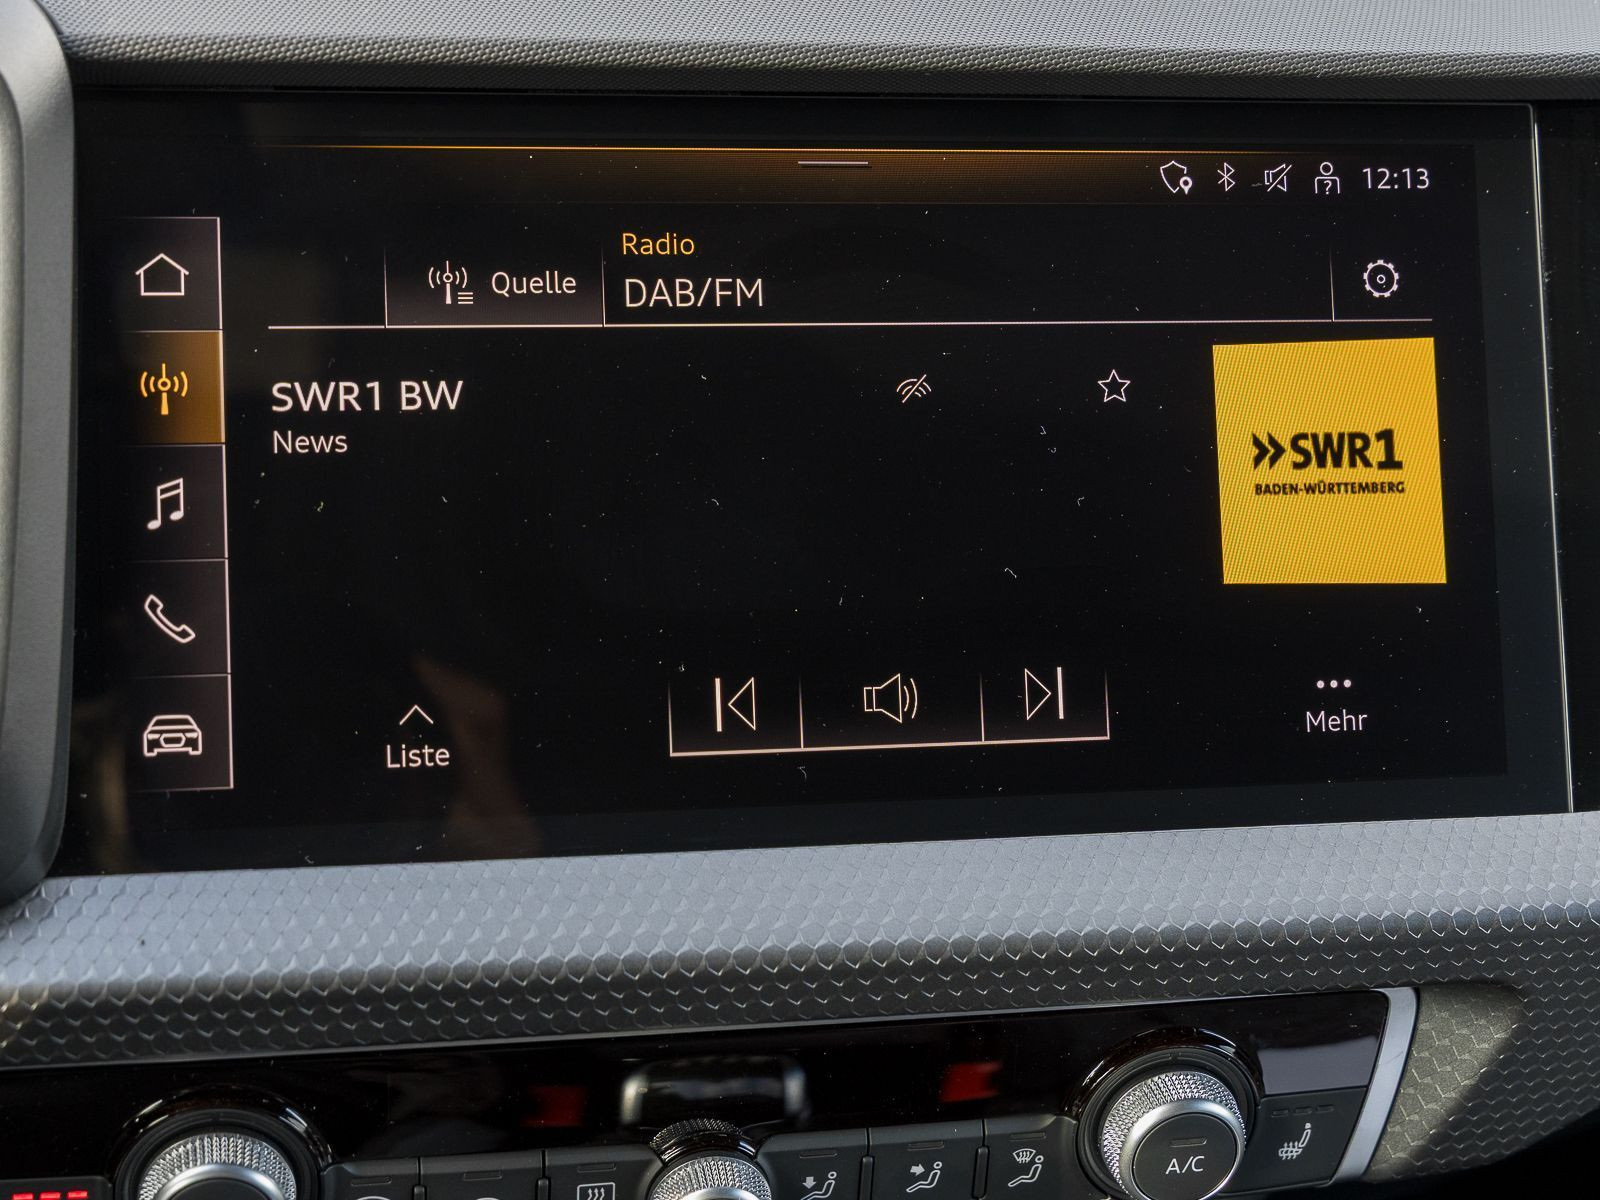 12:13
Quelle
Radio
DAB/FM
SWR1 BW
News
SWR1
BADEN-WÜRTTEMBERG
Liste
Mehr
A/C